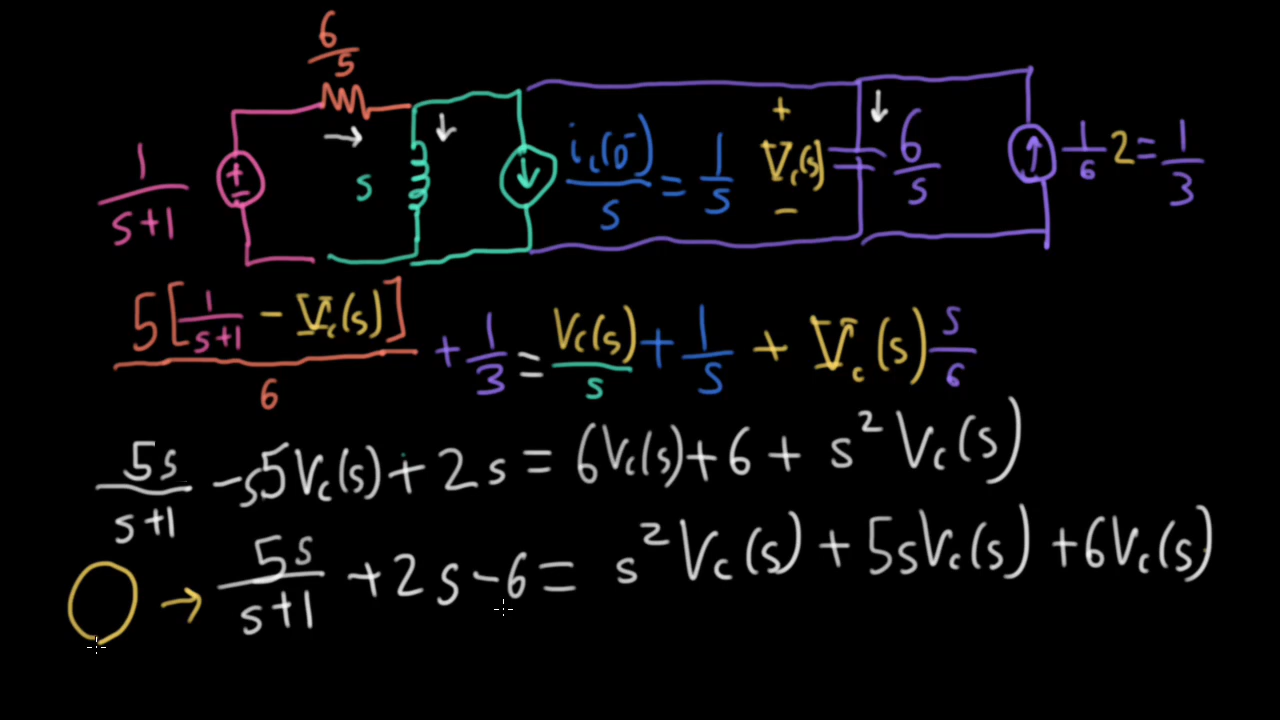 6/5
1/(s+1) + − → s ↓ ↓ i_L(0⁻)/s = 1/s + V_c(s) − ↓ 6/s ↑ 1/6 2 = 1/3
5[1/(s+1) − V_c(s)]/6 + 1/3 = V_c(s)/s + 1/s + V_c(s) s/6
5s/(s+1) − s5V_c(s) + 2s = 6V_c(s) + 6 + s² V_c(s)
→ 5s/(s+1) + 2s − 6 = s² V_c(s) + 5sV_c(s) + 6V_c(s)